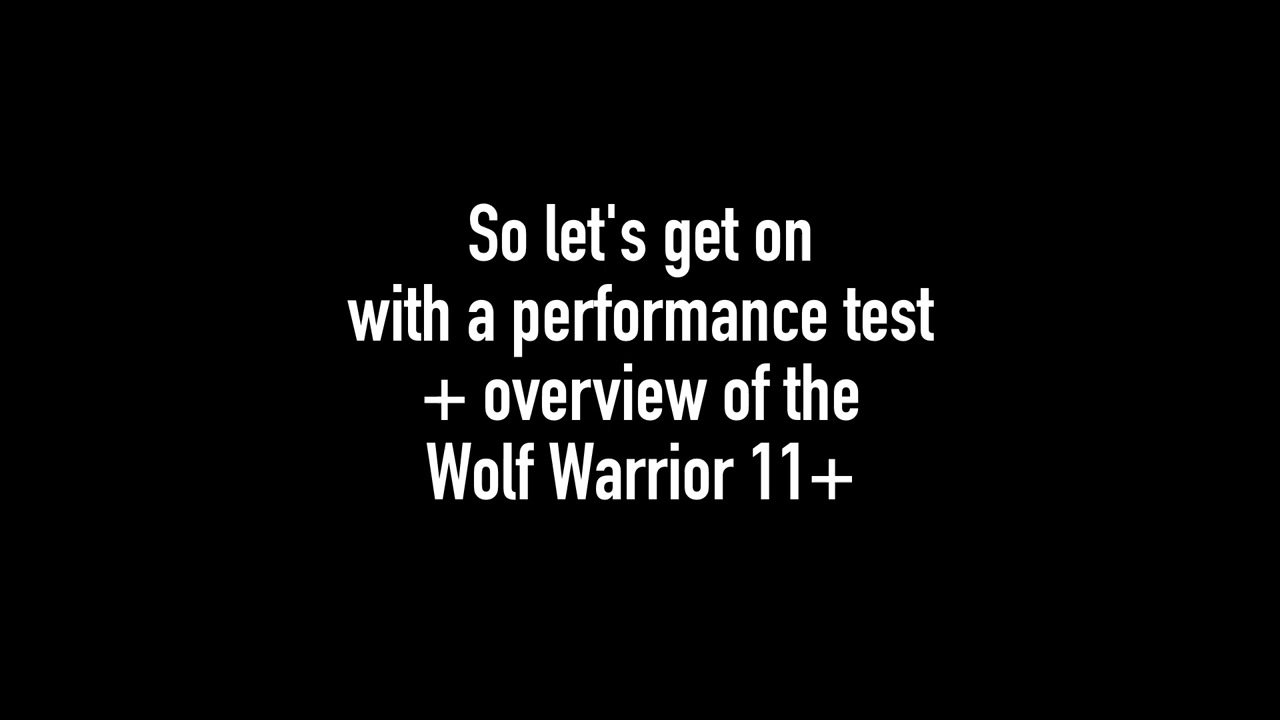 So let's get on
with a performance test
+ overview of the
Wolf Warrior 11+